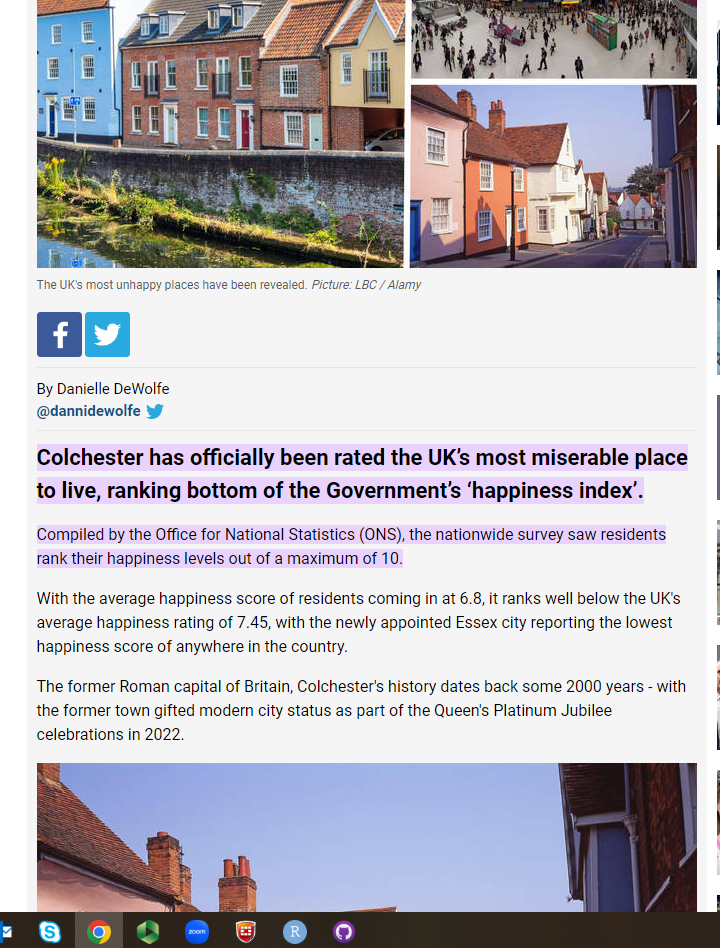 The UK's most unhappy places have been revealed. Picture: LBC / Alamy
By Danielle DeWolfe
@dannidewolfe
Colchester has officially been rated the UK’s most miserable place
to live, ranking bottom of the Government’s ‘happiness index’.
Compiled by the Office for National Statistics (ONS), the nationwide survey saw residents
rank their happiness levels out of a maximum of 10.
With the average happiness score of residents coming in at 6.8, it ranks well below the UK's
average happiness rating of 7.45, with the newly appointed Essex city reporting the lowest
happiness score of anywhere in the country.
The former Roman capital of Britain, Colchester's history dates back some 2000 years - with
the former town gifted modern city status as part of the Queen's Platinum Jubilee
celebrations in 2022.
zoom
R